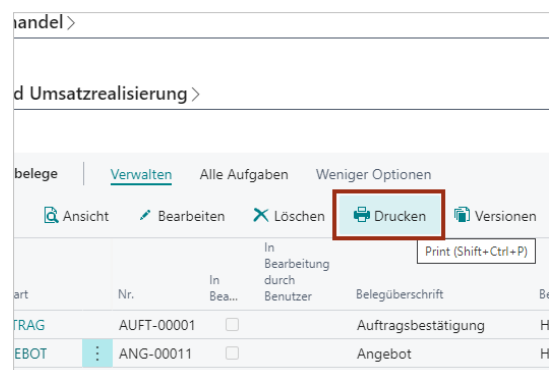 handel >
d Umsatzrealisierung >
belege Verwalten Alle Aufgaben Weniger Optionen
Ansicht Bearbeiten Löschen Drucken Versionen
Print (Shift+Ctrl+P)
art Nr. In Bea... In Bearbeitung durch Benutzer Belegüberschrift Be
TRAG AUFT-00001 Auftragsbestätigung H
EBOT ANG-00011 Angebot H